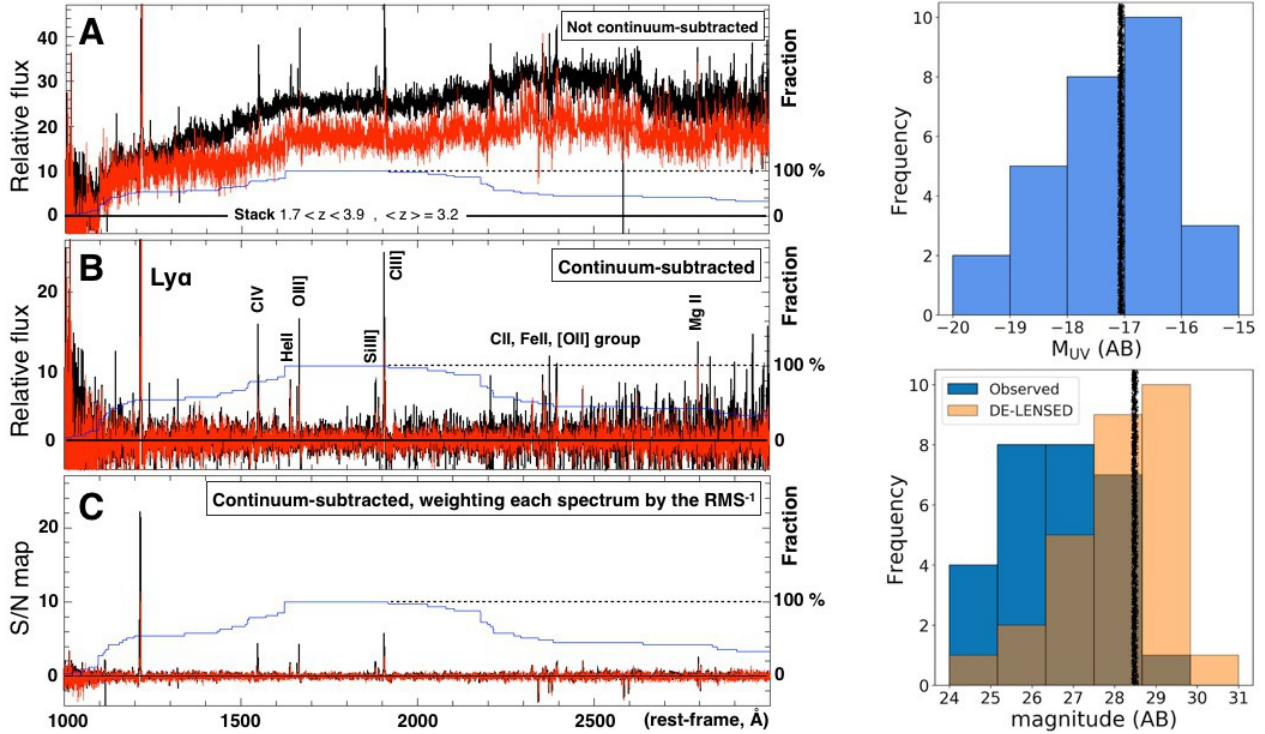 A
Not continuum-subtracted
Relative flux
40
30
20
10
0
Fraction
100 %
0
Stack 1.7 < z < 3.9 , < z > = 3.2
B
Continuum-subtracted
Relative flux
20
10
0
Lyα
CIV
HeII
OIII]
SiIII]
CIII]
CII, FeII, [OII] group
Mg II
Fraction
100 %
0
C
Continuum-subtracted, weighting each spectrum by the RMS-1
S/N map
20
10
0
Fraction
100 %
0
1000 1500 2000 2500 (rest-frame, Å)
Frequency
10
8
6
4
2
0
−20 −19 −18 −17 −16 −15
MUV (AB)
Observed
DE-LENSED
Frequency
10
8
6
4
2
0
24 25 26 27 28 29 30 31
magnitude (AB)